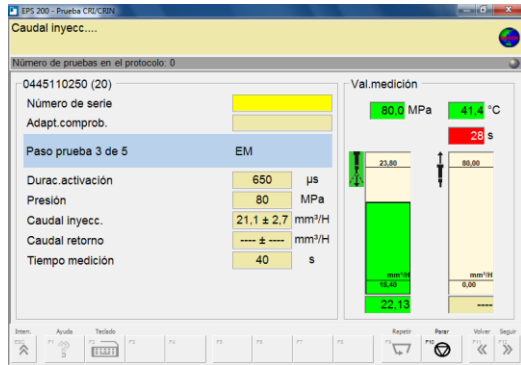 EPS 200 - Prueba CRI/CRIN
Caudal inyecc....
Número de pruebas en el protocolo: 0
0445110250 (20)
Número de serie
Adapt.comprob.
Paso prueba 3 de 5 EM
Durac.activación 650 µs
Presión 80 MPa
Caudal inyecc. 21,1 ± 2,7 mm³/H
Caudal retorno ---- ± ---- mm³/H
Tiempo medición 40 s
Val.medición
80,0 MPa 41,4 °C
28 s
23,80 80,00
mm³/H mm³/H
18,40 0,00
22,13 ----
Interr. Ayuda Teclado Repetir Parar Volver Seguir
ESC F1 F2 F3 F4 F5 F6 F7 F8 F9 F10 F11 F12